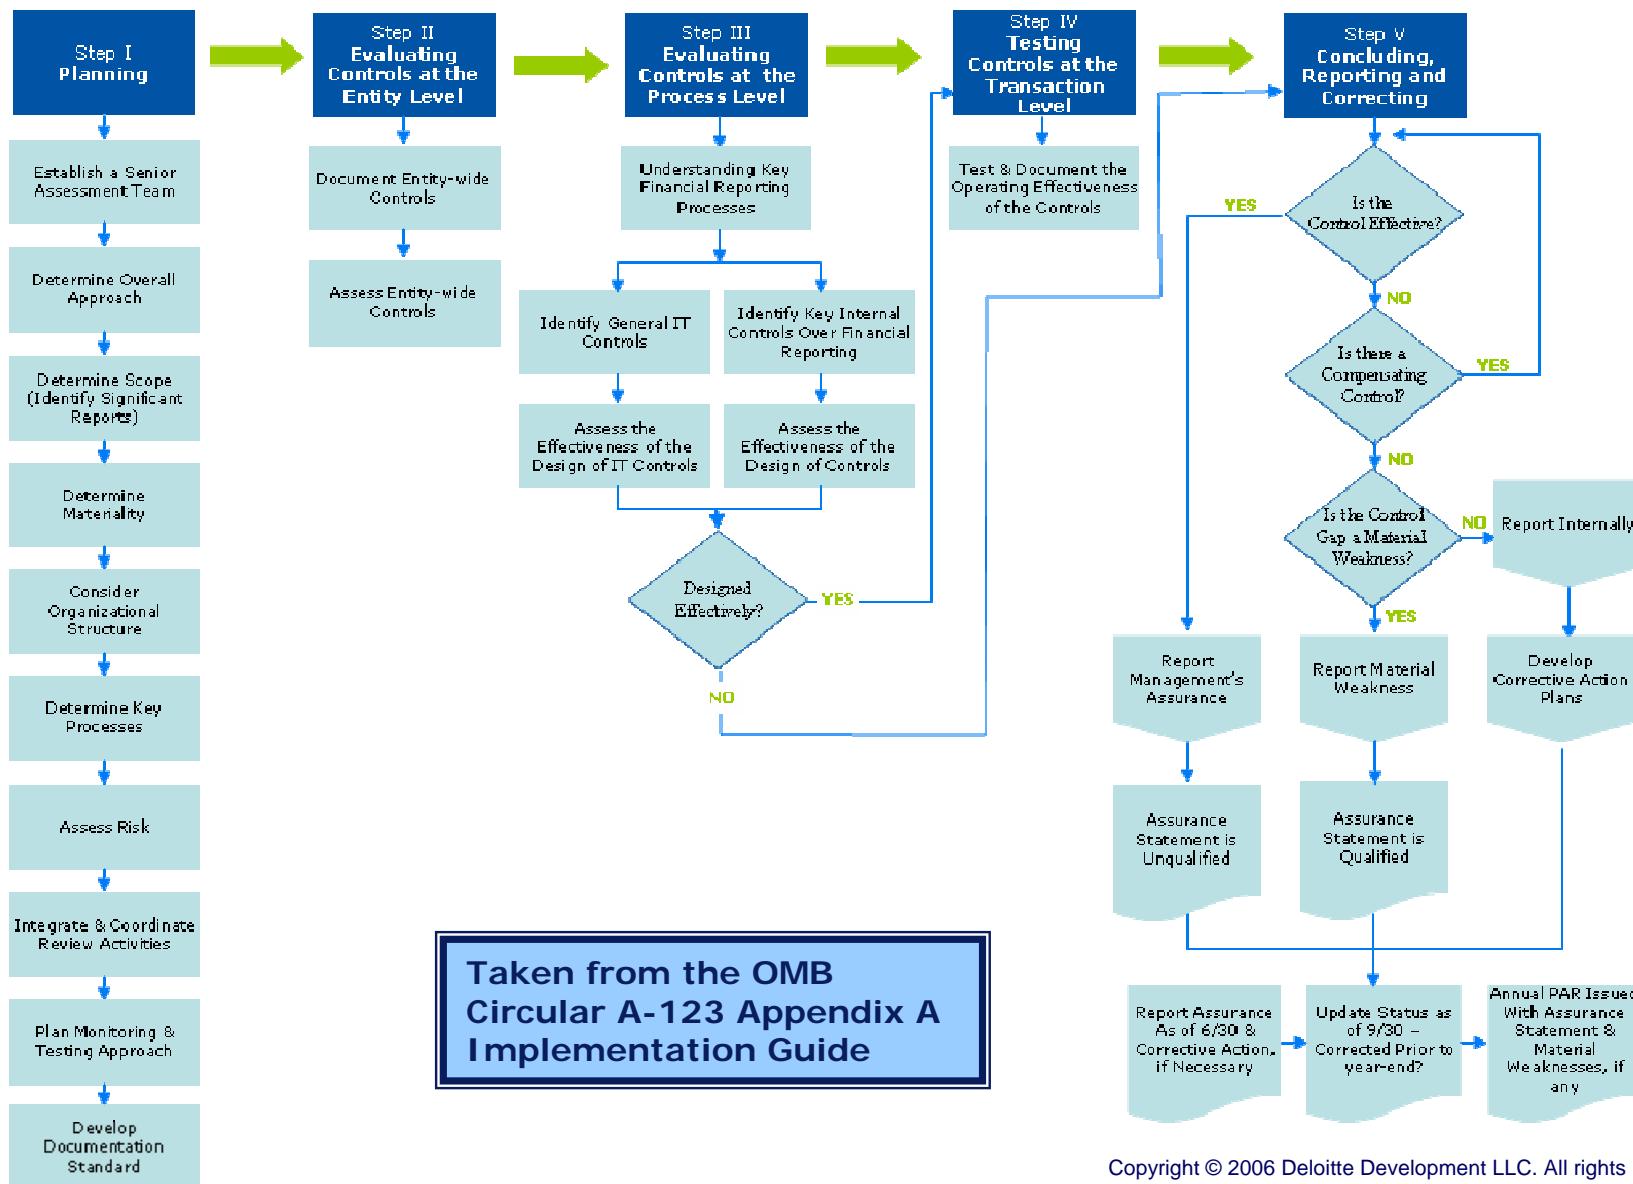 Step I
Planning
Establish a Senior
Assessment Team
Determine Overall
Approach
Determine Scope
(Identify Significant
Reports)
Determine
Materiality
Consider
Organizational
Structure
Determine Key
Processes
Assess Risk
Integrate & Coordinate
Review Activities
Plan Monitoring &
Testing Approach
Develop
Documentation
Standard
Step II
Evaluating
Controls at the
Entity Level
Document Entity-wide
Controls
Assess Entity-wide
Controls
Step III
Evaluating
Controls at the
Process Level
Understanding Key
Financial Reporting
Processes
Identify General IT
Controls
Identify Key Internal
Controls Over Financial
Reporting
Assess the
Effectiveness of the
Design of IT Controls
Assess the
Effectiveness of the
Design of Controls
Designed
Effectively?
YES
NO
Step IV
Testing
Controls at the
Transaction
Level
Test & Document the
Operating Effectiveness
of the Controls
Step V
Concluding,
Reporting and
Correcting
Is the
Control Effective?
YES
NO
Is there a
Compensating
Control?
YES
NO
Is the Control
Gap a Material
Weakness?
NO
YES
Report Internally
Report
Management's
Assurance
Report Material
Weakness
Develop
Corrective Action
Plans
Assurance
Statement is
Unqualified
Assurance
Statement is
Qualified
Report Assurance
As of 6/30 &
Corrective Action,
if Necessary
Update Status as
of 9/30 –
Corrected Prior to
year-end?
Annual PAR Issued
With Assurance
Statement &
Material
Weaknesses, if
any
Taken from the OMB
Circular A-123 Appendix A
Implementation Guide
Copyright © 2006 Deloitte Development LLC. All rights